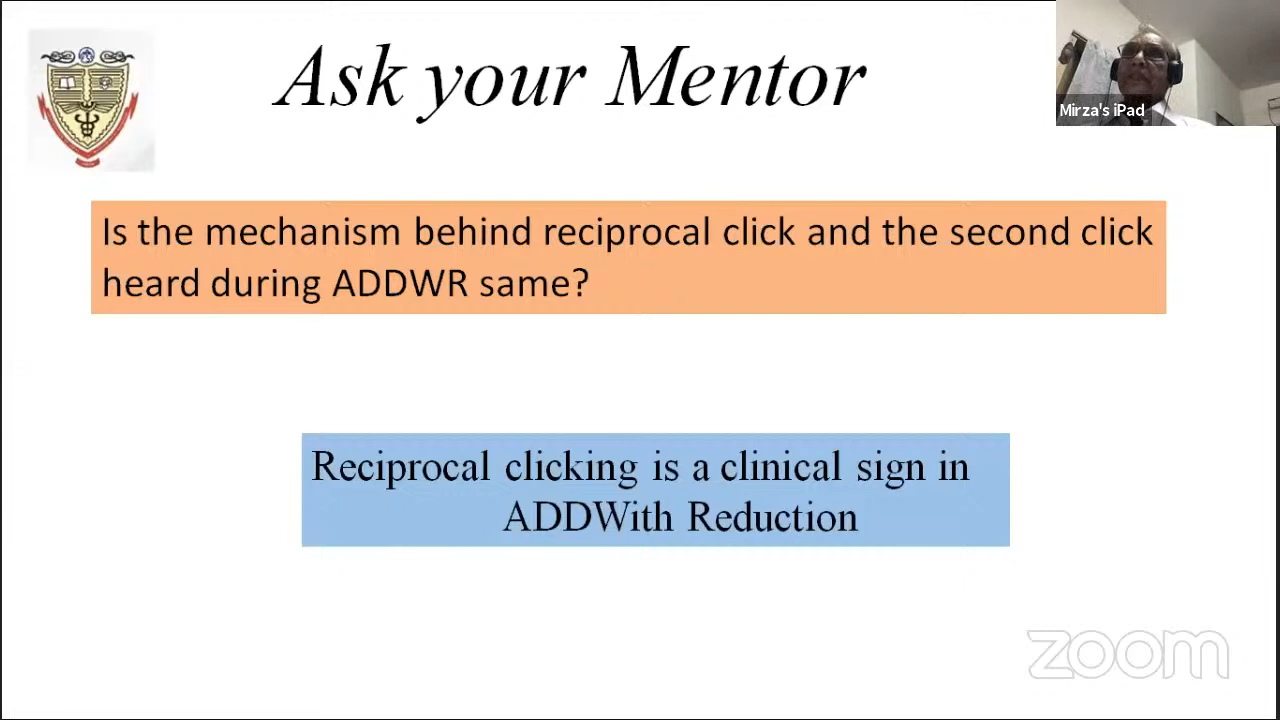 Ask your Mentor
Mirza's iPad
Is the mechanism behind reciprocal click and the second click
heard during ADDWR same?
Reciprocal clicking is a clinical sign in
ADDWith Reduction
zoom